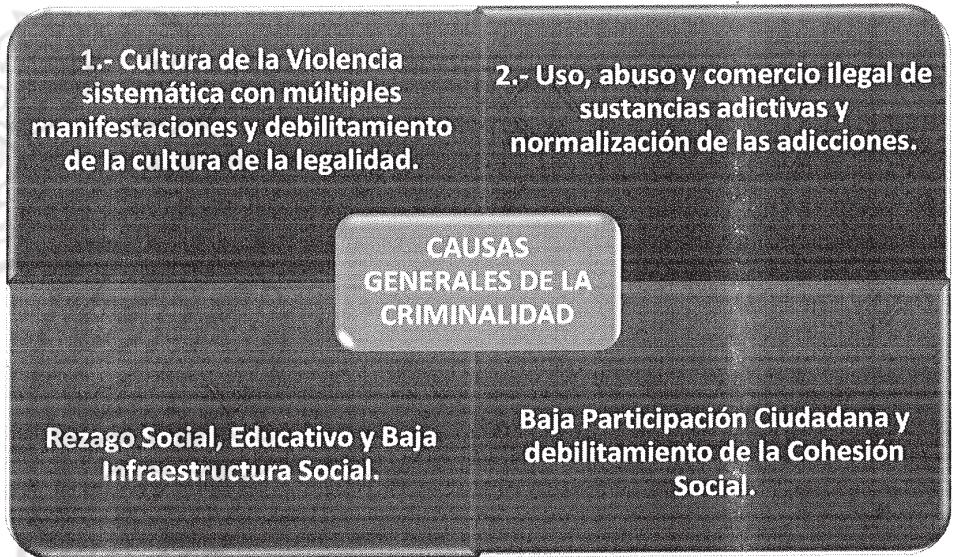 1.- Cultura de la Violencia
sistemática con múltiples
manifestaciones y debilitamiento
de la cultura de la legalidad.
2.- Uso, abuso y comercio ilegal de
sustancias adictivas y
normalización de las adicciones.
CAUSAS
GENERALES DE LA
CRIMINALIDAD
Rezago Social, Educativo y Baja
Infraestructura Social.
Baja Participación Ciudadana y
debilitamiento de la Cohesión
Social.